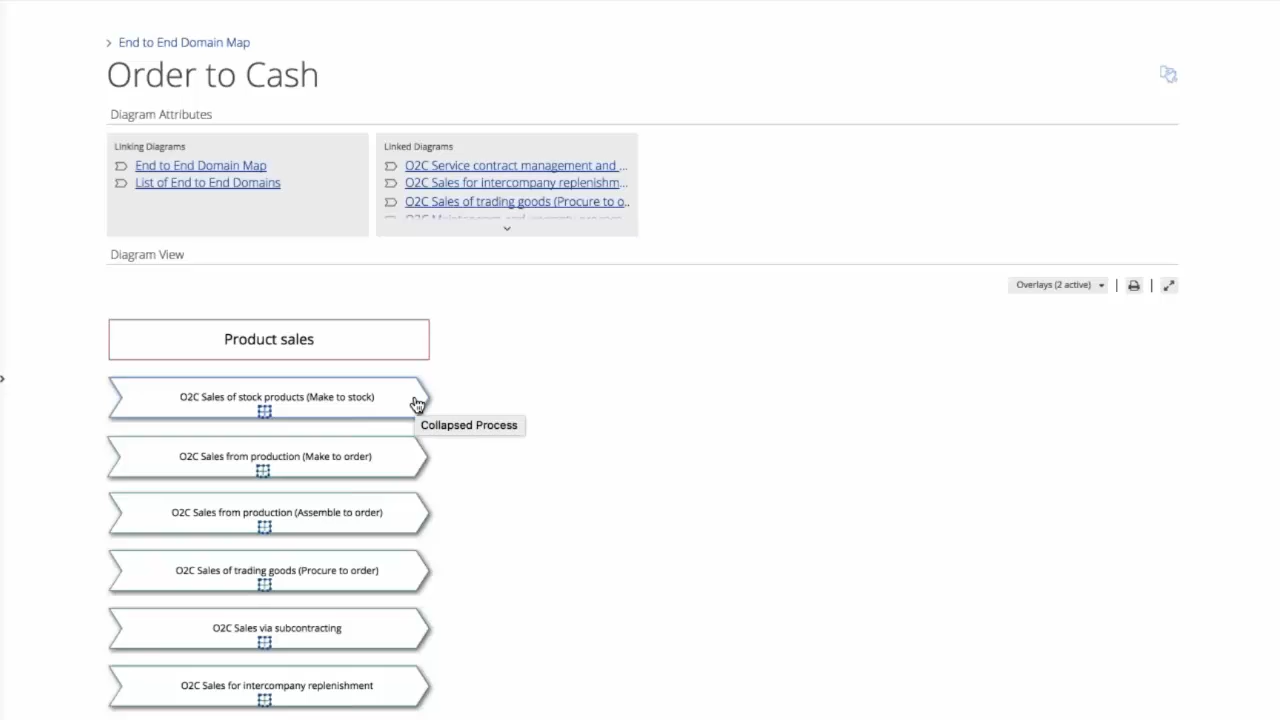 End to End Domain Map
Order to Cash
Diagram Attributes
Linking Diagrams
End to End Domain Map
List of End to End Domains
Linked Diagrams
O2C Service contract management and ...
O2C Sales for intercompany replenishm...
O2C Sales of trading goods (Procure to o..
Diagram View
Overlays (2 active)
Product sales
O2C Sales of stock products (Make to stock)
Collapsed Process
O2C Sales from production (Make to order)
O2C Sales from production (Assemble to order)
O2C Sales of trading goods (Procure to order)
O2C Sales via subcontracting
O2C Sales for intercompany replenishment